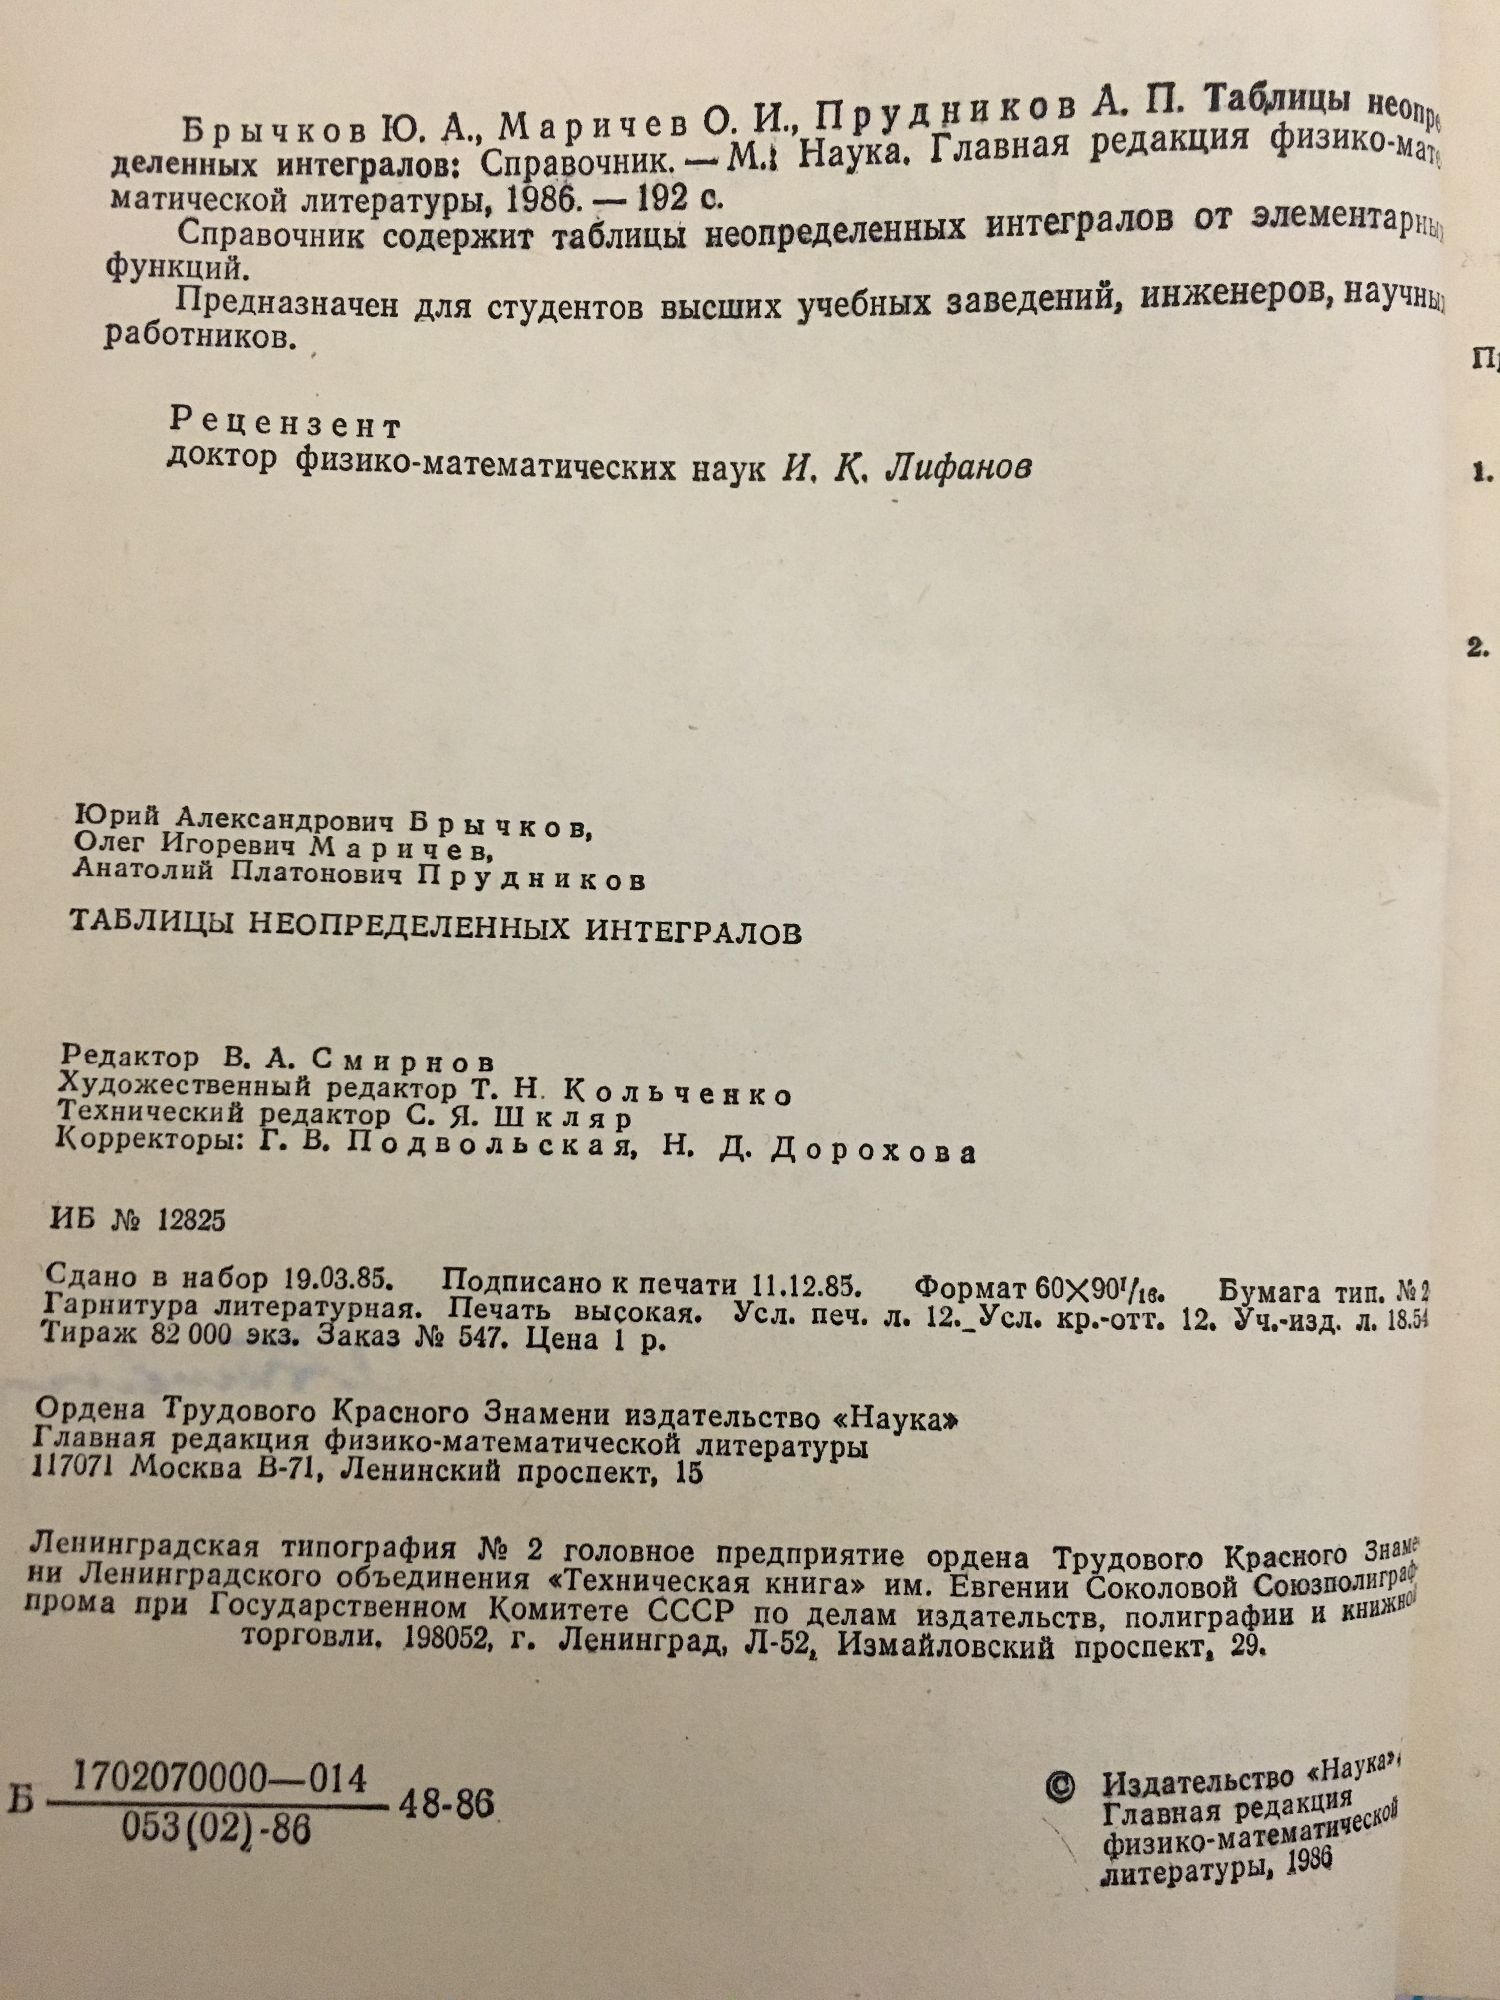 Брычков Ю. А., Маричев О. И., Прудников А. П. Таблицы неопре
деленных интегралов: Справочник. — М.: Наука. Главная редакция физико-мате
матической литературы, 1986. — 192 с.
Справочник содержит таблицы неопределенных интегралов от элементарных
функций.
Предназначен для студентов высших учебных заведений, инженеров, научных
работников.
Рецензент
доктор физико-математических наук И. К. Лифанов
Пр
1.
2.
Юрий Александрович Брычков,
Олег Игоревич Маричев,
Анатолий Платонович Прудников
ТАБЛИЦЫ НЕОПРЕДЕЛЕННЫХ ИНТЕГРАЛОВ
Редактор В. А. Смирнов
Художественный редактор Т. Н. Кольченко
Технический редактор С. Я. Шкляр
Корректоры: Г. В. Подвольская, Н. Д. Дорохова
ИБ № 12825
Сдано в набор 19.03.85. Подписано к печати 11.12.85. Формат 60×90¹/₁₆. Бумага тип. № 2
Гарнитура литературная. Печать высокая. Усл. печ. л. 12. Усл. кр.-отт. 12. Уч.-изд. л. 18.54
Тираж 82 000 экз. Заказ № 547. Цена 1 р.
Ордена Трудового Красного Знамени издательство «Наука»
Главная редакция физико-математической литературы
117071 Москва В-71, Ленинский проспект, 15
Ленинградская типография № 2 головное предприятие ордена Трудового Красного Знаме
ни Ленинградского объединения «Техническая книга» им. Евгении Соколовой Союзполиграф
прома при Государственном Комитете СССР по делам издательств, полиграфии и книжной
торговли. 198052, г. Ленинград, Л-52, Измайловский проспект, 29.
Б 1702070000—014
053(02)-86 48-86
© Издательство «Наука»,
Главная редакция
физико-математической
литературы, 1986